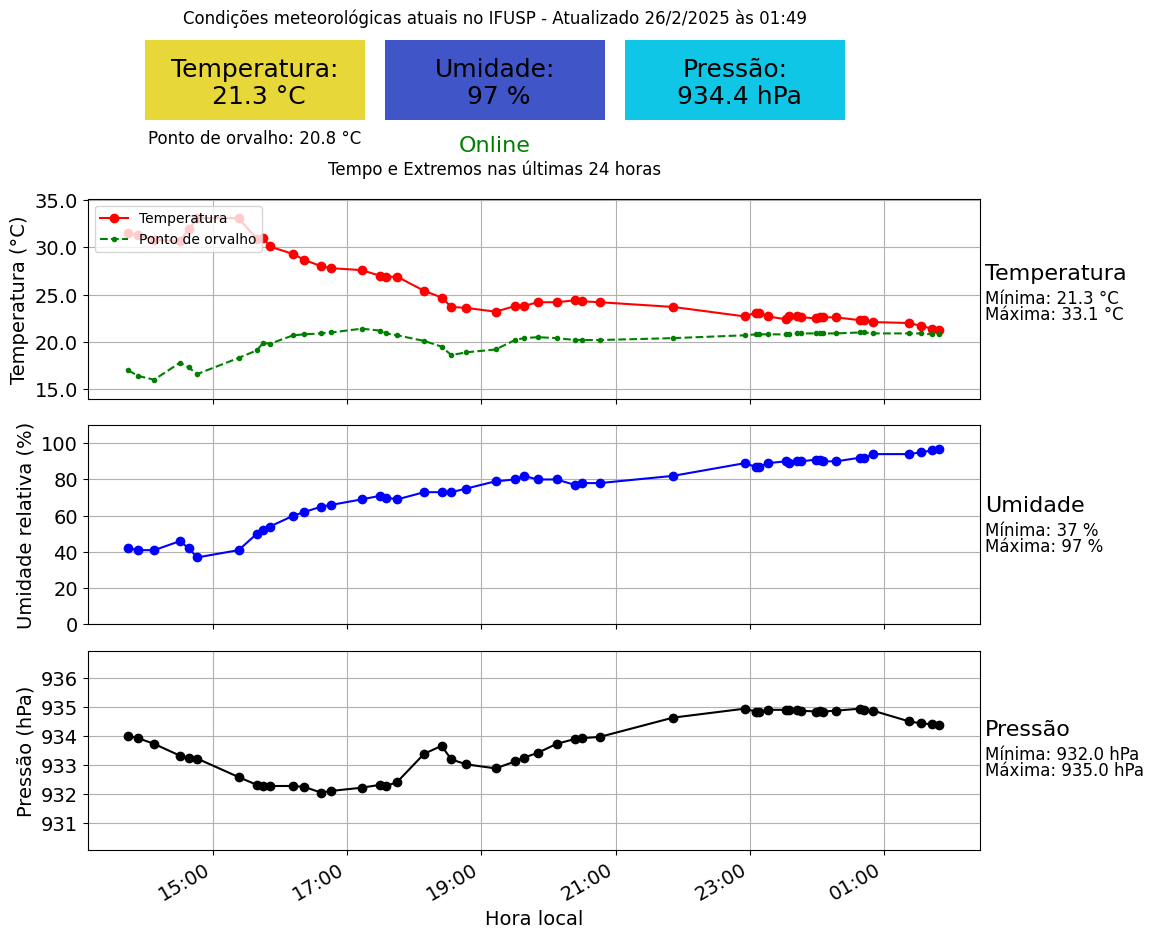 Condições meteorológicas atuais no IFUSP - Atualizado 26/2/2025 às 01:49
Temperatura:
21.3 °C
Umidade:
97 %
Pressão:
934.4 hPa
Ponto de orvalho: 20.8 °C
Online
Tempo e Extremos nas últimas 24 horas
Temperatura (°C)
35.0
30.0
25.0
20.0
15.0
Temperatura
Ponto de orvalho
Temperatura
Mínima: 21.3 °C
Máxima: 33.1 °C
Umidade relativa (%)
100
80
60
40
20
0
Umidade
Mínima: 37 %
Máxima: 97 %
Pressão (hPa)
936
935
934
933
932
931
Pressão
Mínima: 932.0 hPa
Máxima: 935.0 hPa
15:00 17:00 19:00 21:00 23:00 01:00
Hora local